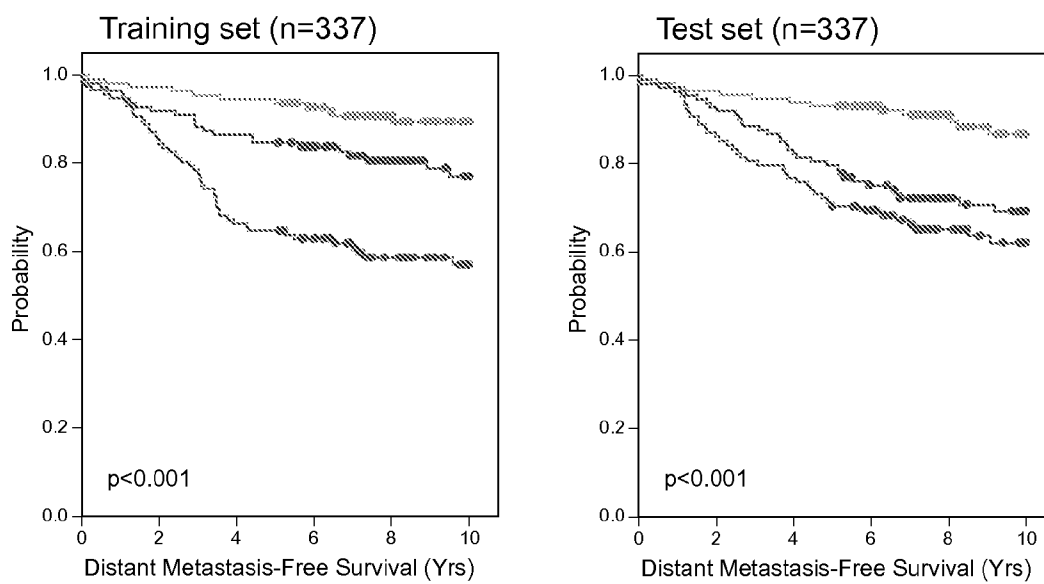 Training set (n=337)
1.0
0.8
0.6
0.4
0.2
0.0
Probability
p<0.001
0 2 4 6 8 10
Distant Metastasis-Free Survival (Yrs)
Test set (n=337)
1.0
0.8
0.6
0.4
0.2
0.0
Probability
p<0.001
0 2 4 6 8 10
Distant Metastasis-Free Survival (Yrs)